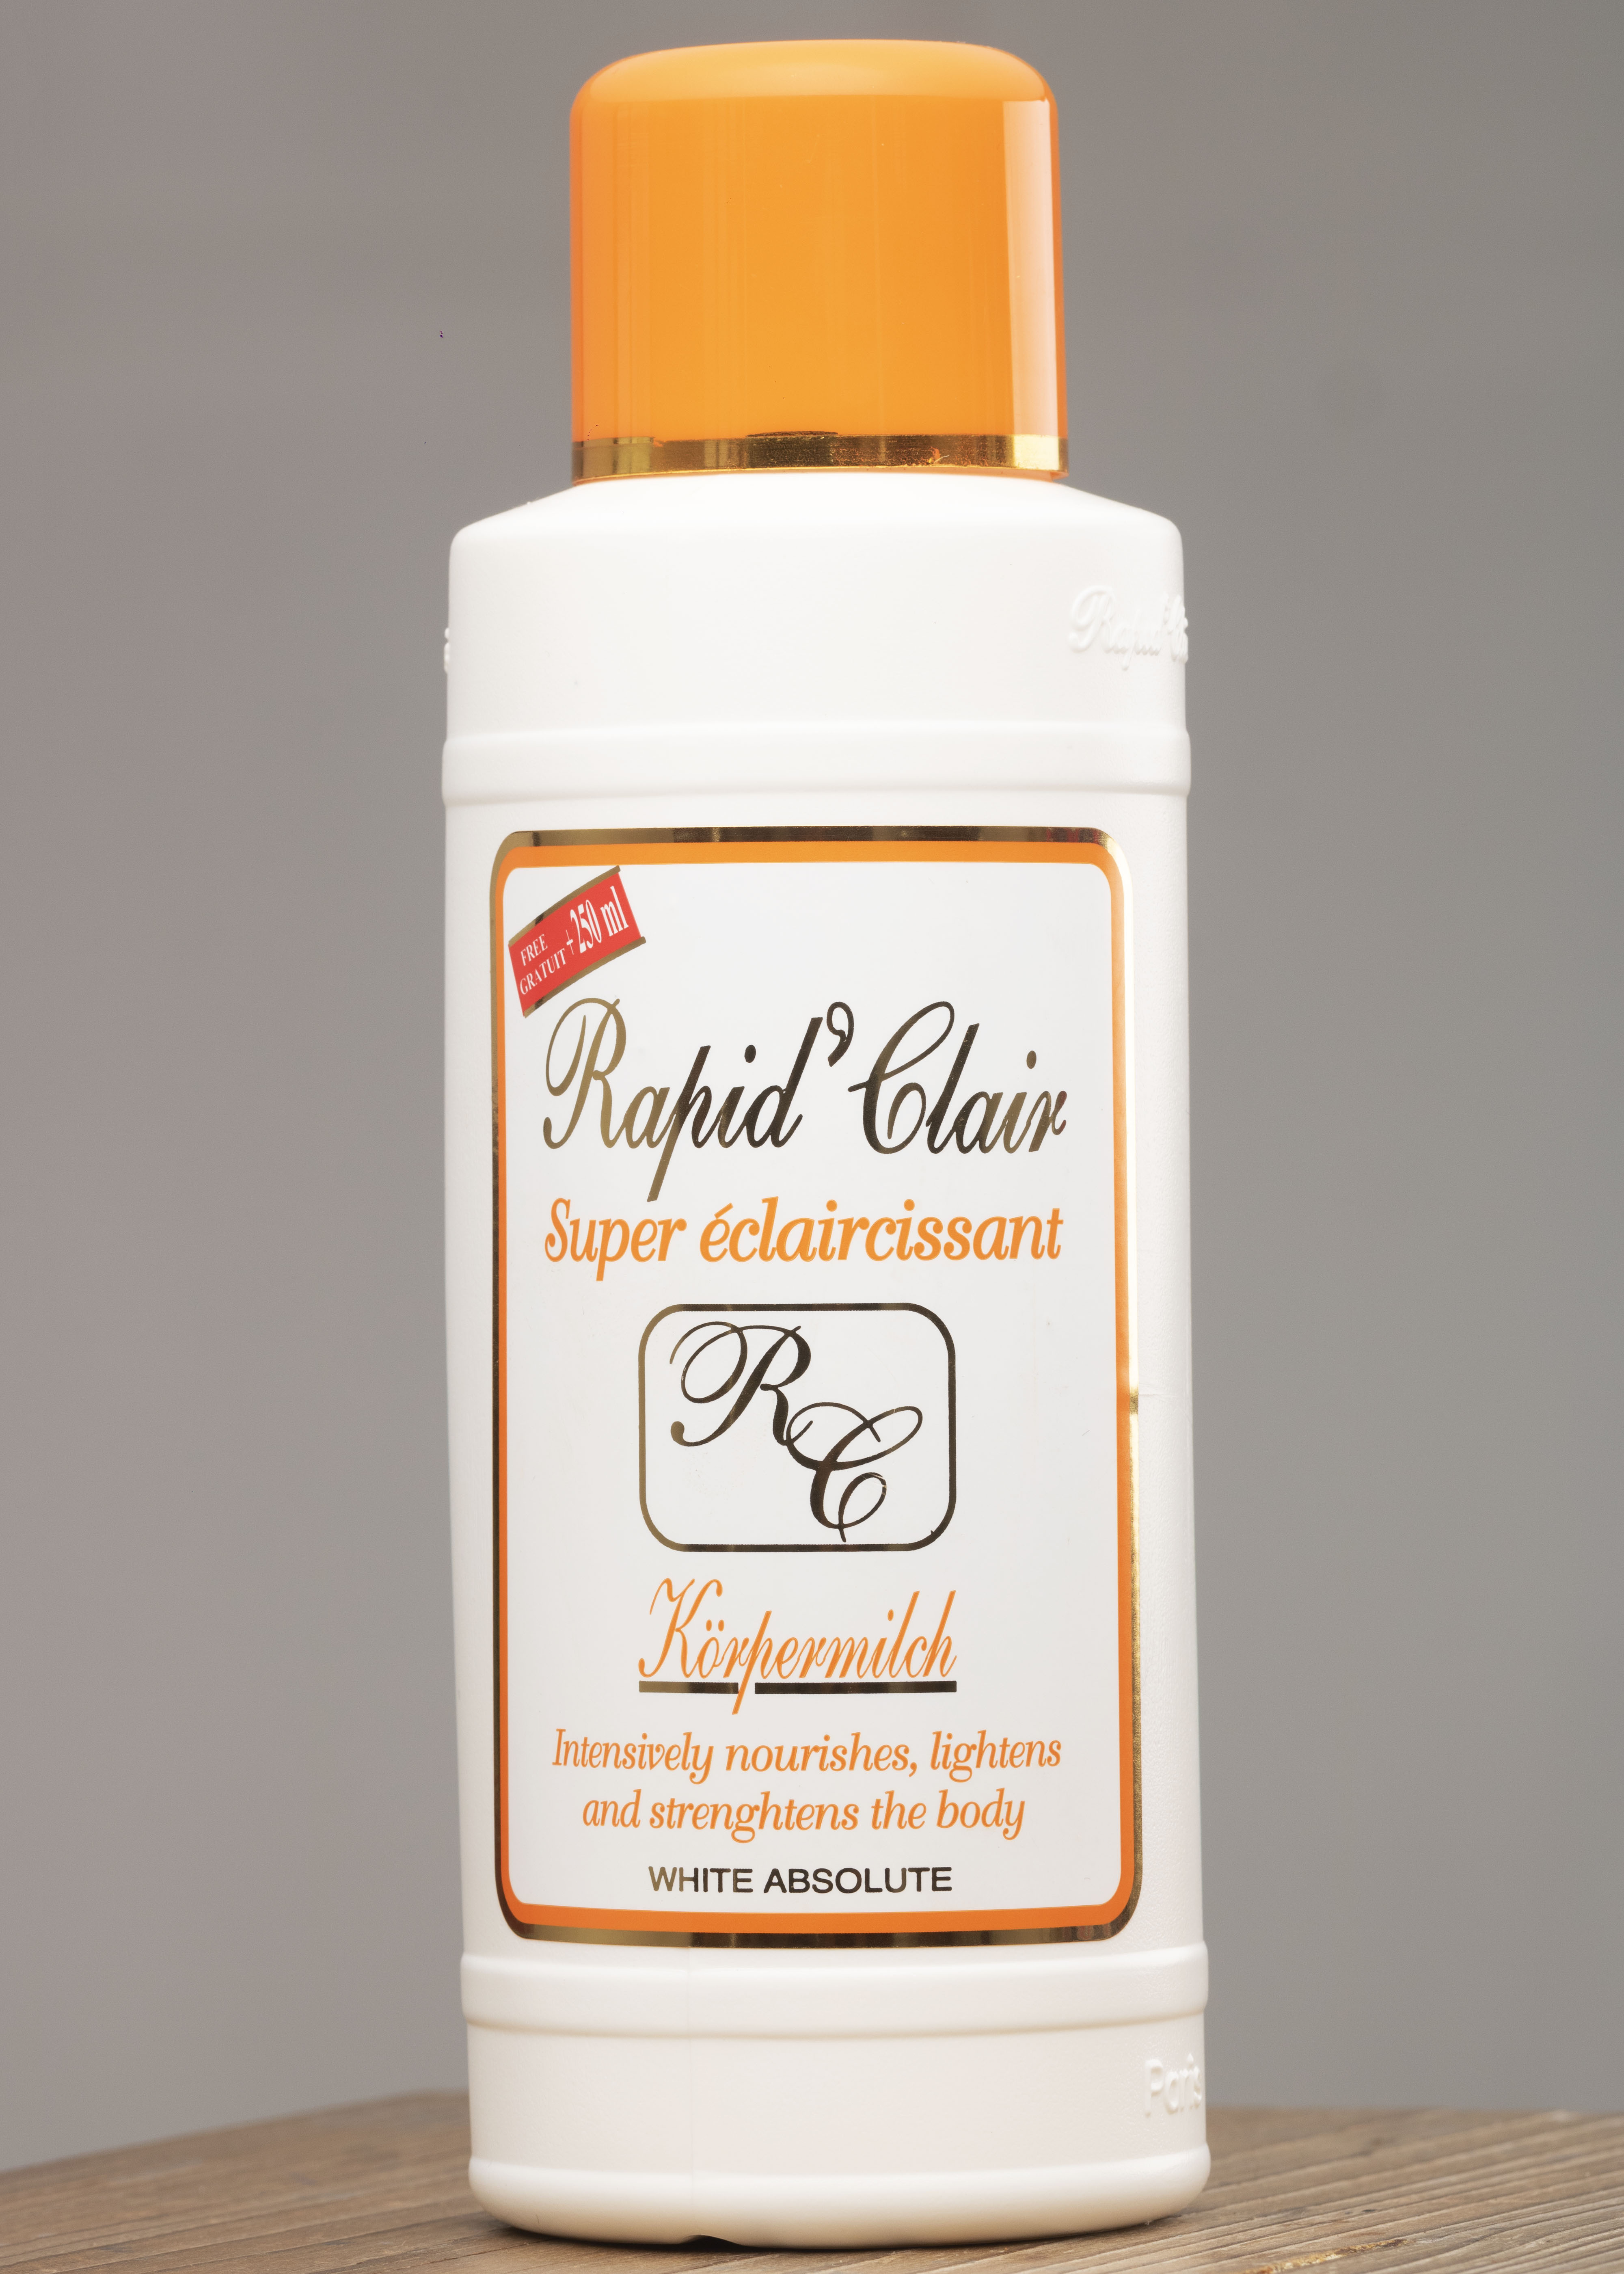 FREE
GRATUIT +250 ml
Rapid'Clair
Super éclaircissant
RC
Körpermilch
Intensively nourishes, lightens
and strenghtens the body
WHITE ABSOLUTE
Paris